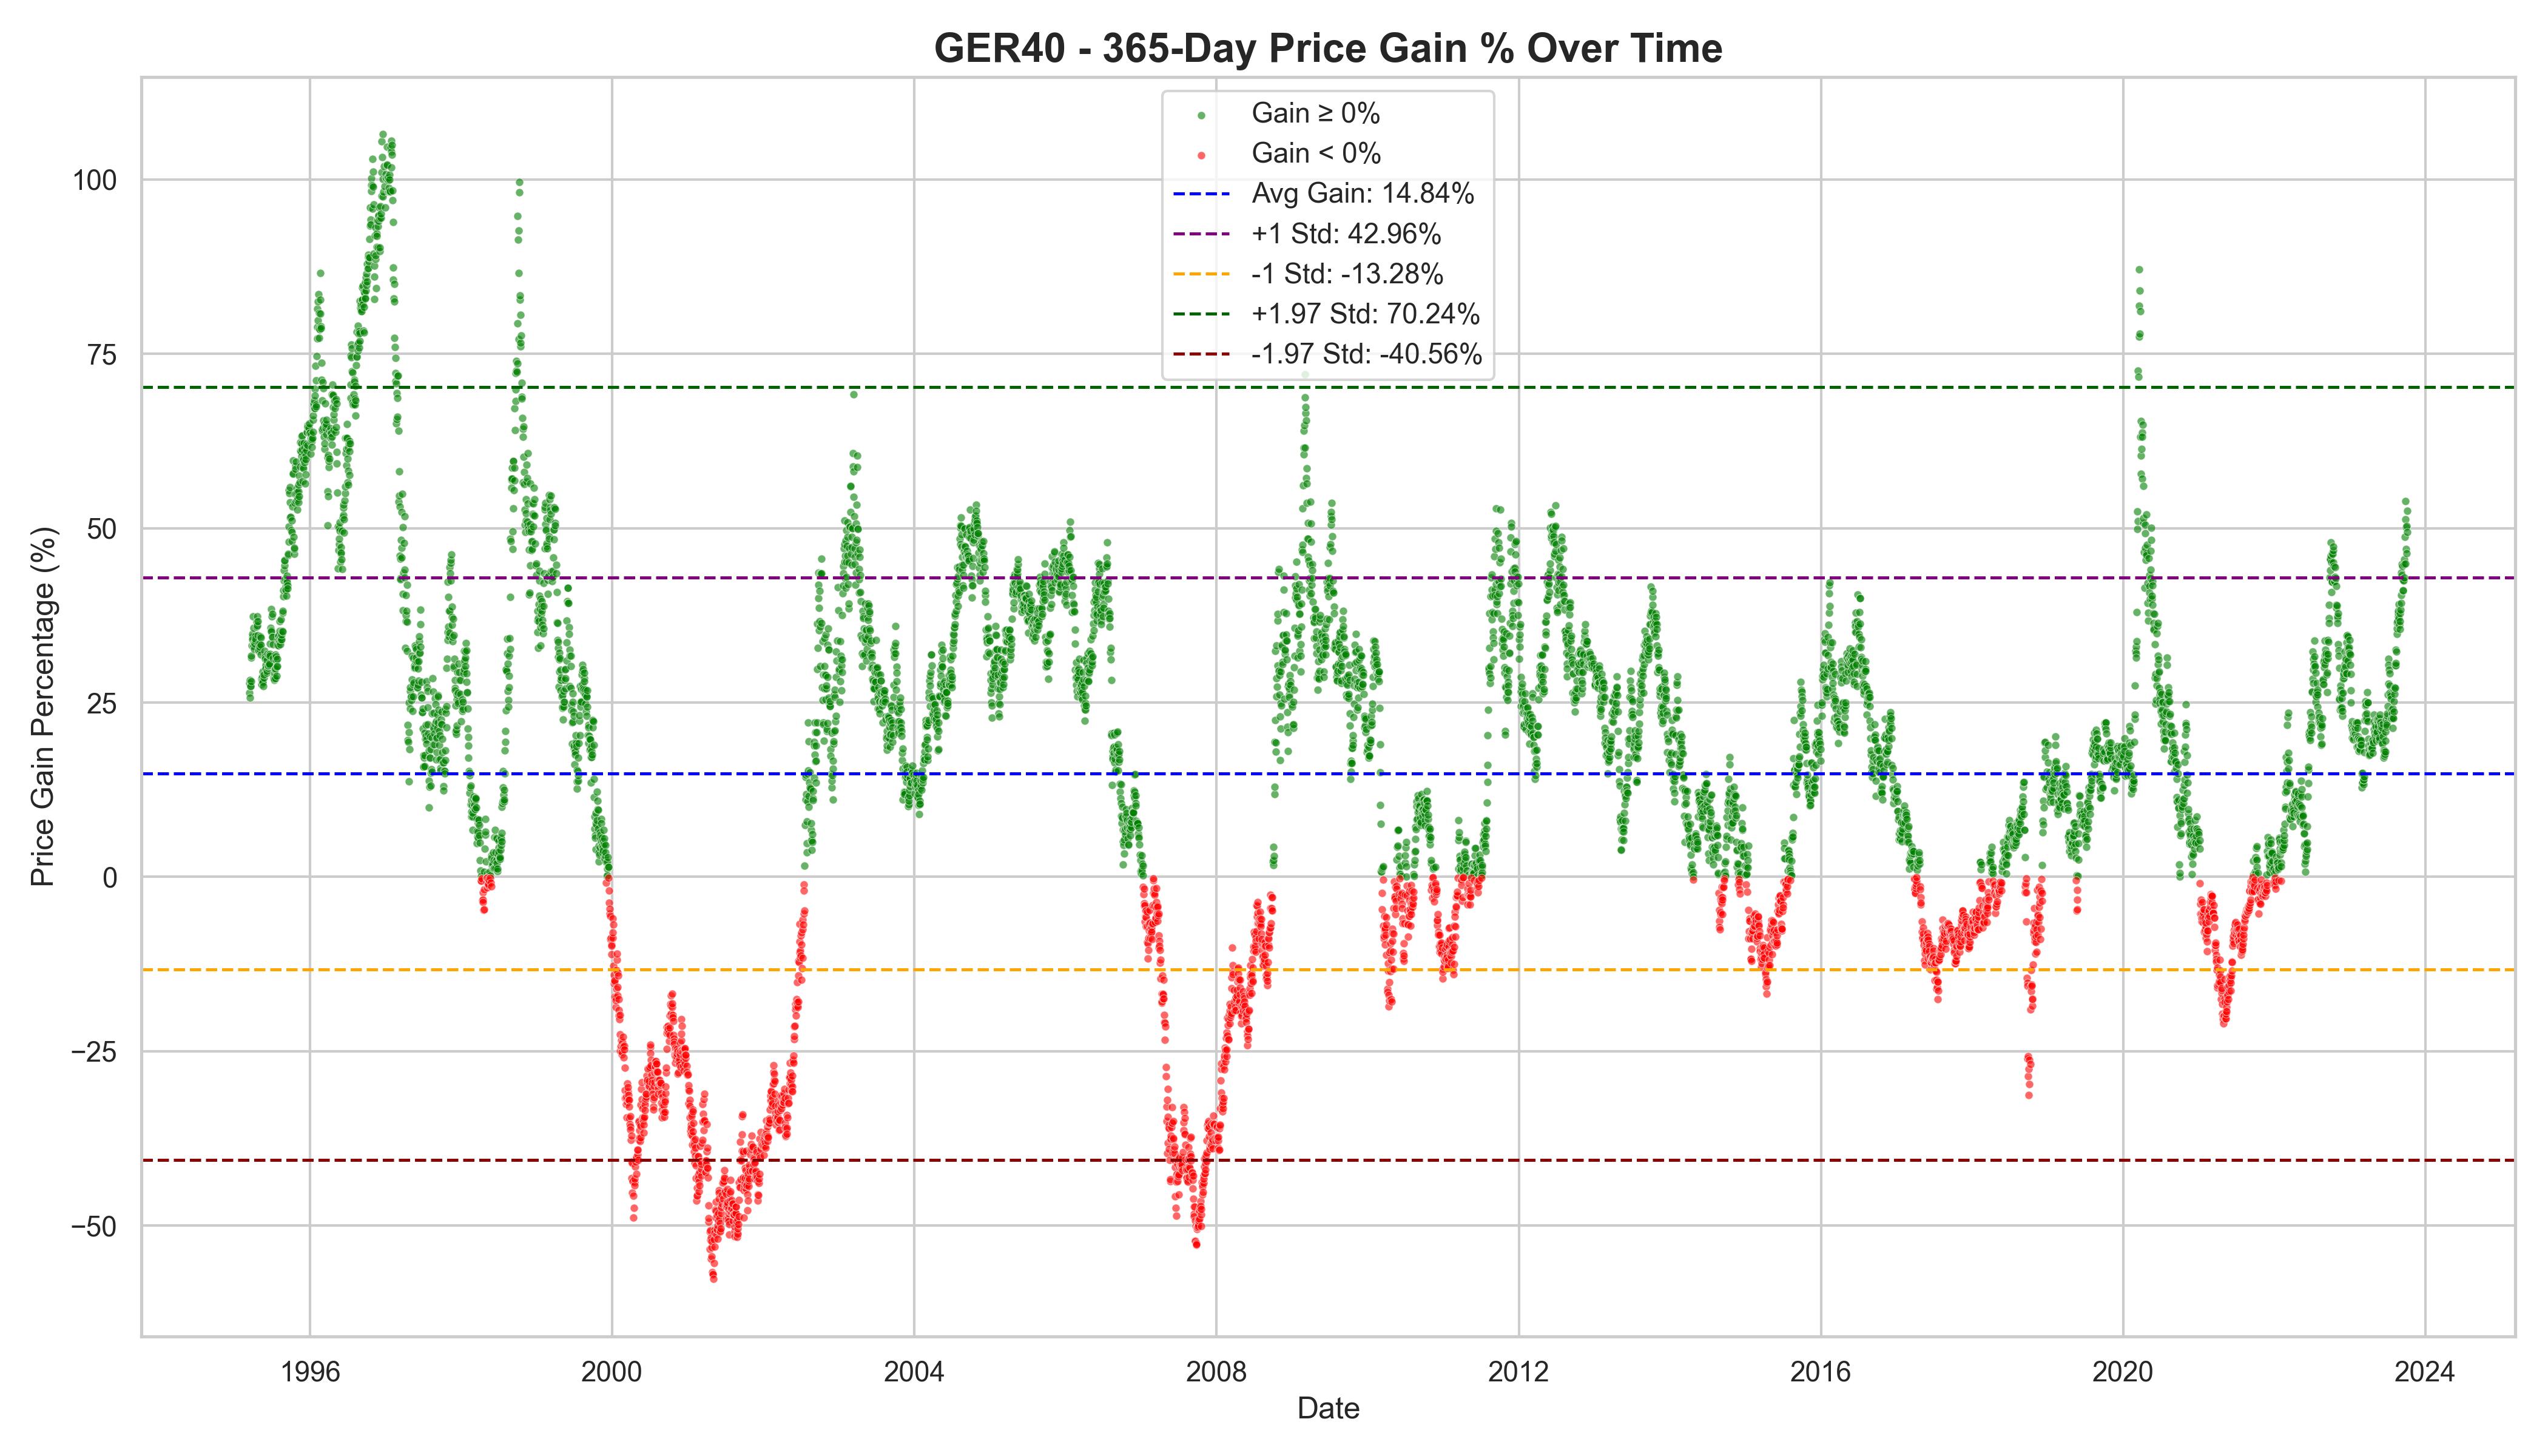 GER40 - 365-Day Price Gain % Over Time
Gain ≥ 0%
Gain < 0%
Avg Gain: 14.84%
+1 Std: 42.96%
-1 Std: -13.28%
+1.97 Std: 70.24%
-1.97 Std: -40.56%
Price Gain Percentage (%)
100
75
50
25
0
−25
−50
1996 2000 2004 2008 2012 2016 2020 2024
Date